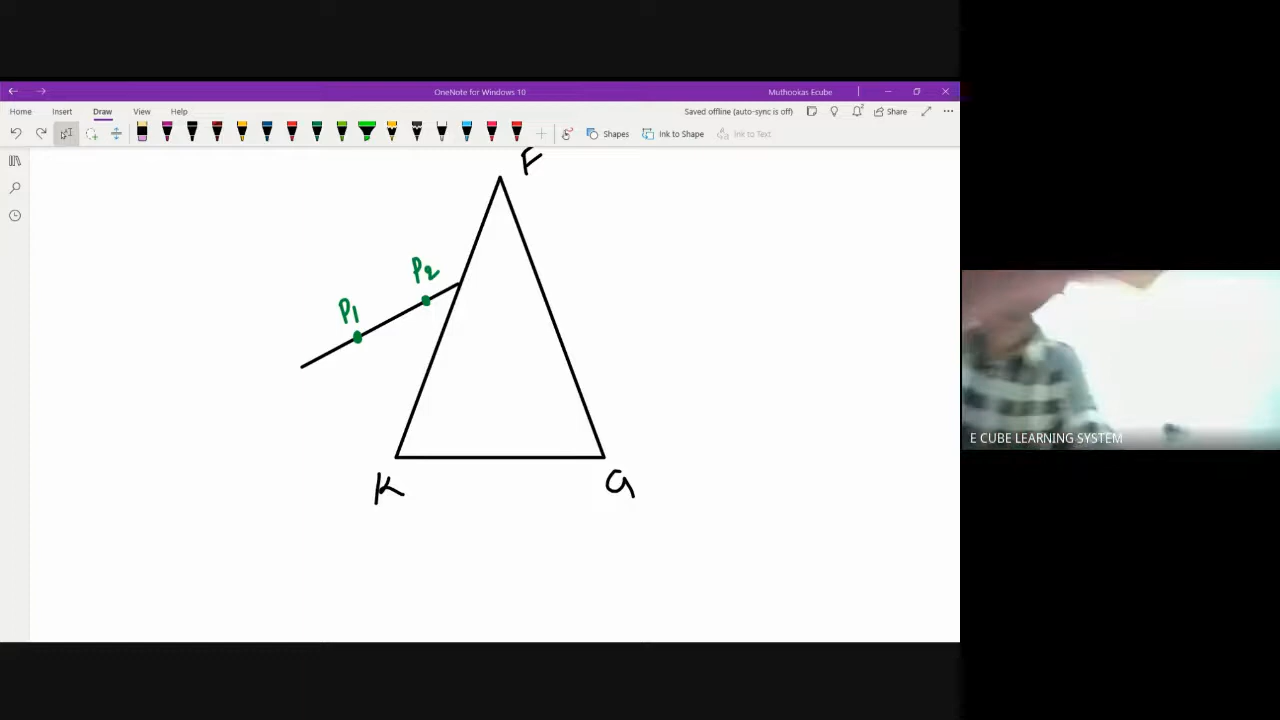 OneNote for Windows 10
Muthookas Ecube
Home Insert Draw View Help
Saved offline (auto-sync is off)
Share
Shapes
Ink to Shape
Ink to Text
F
P2
P1
K
G
E CUBE LEARNING SYSTEM